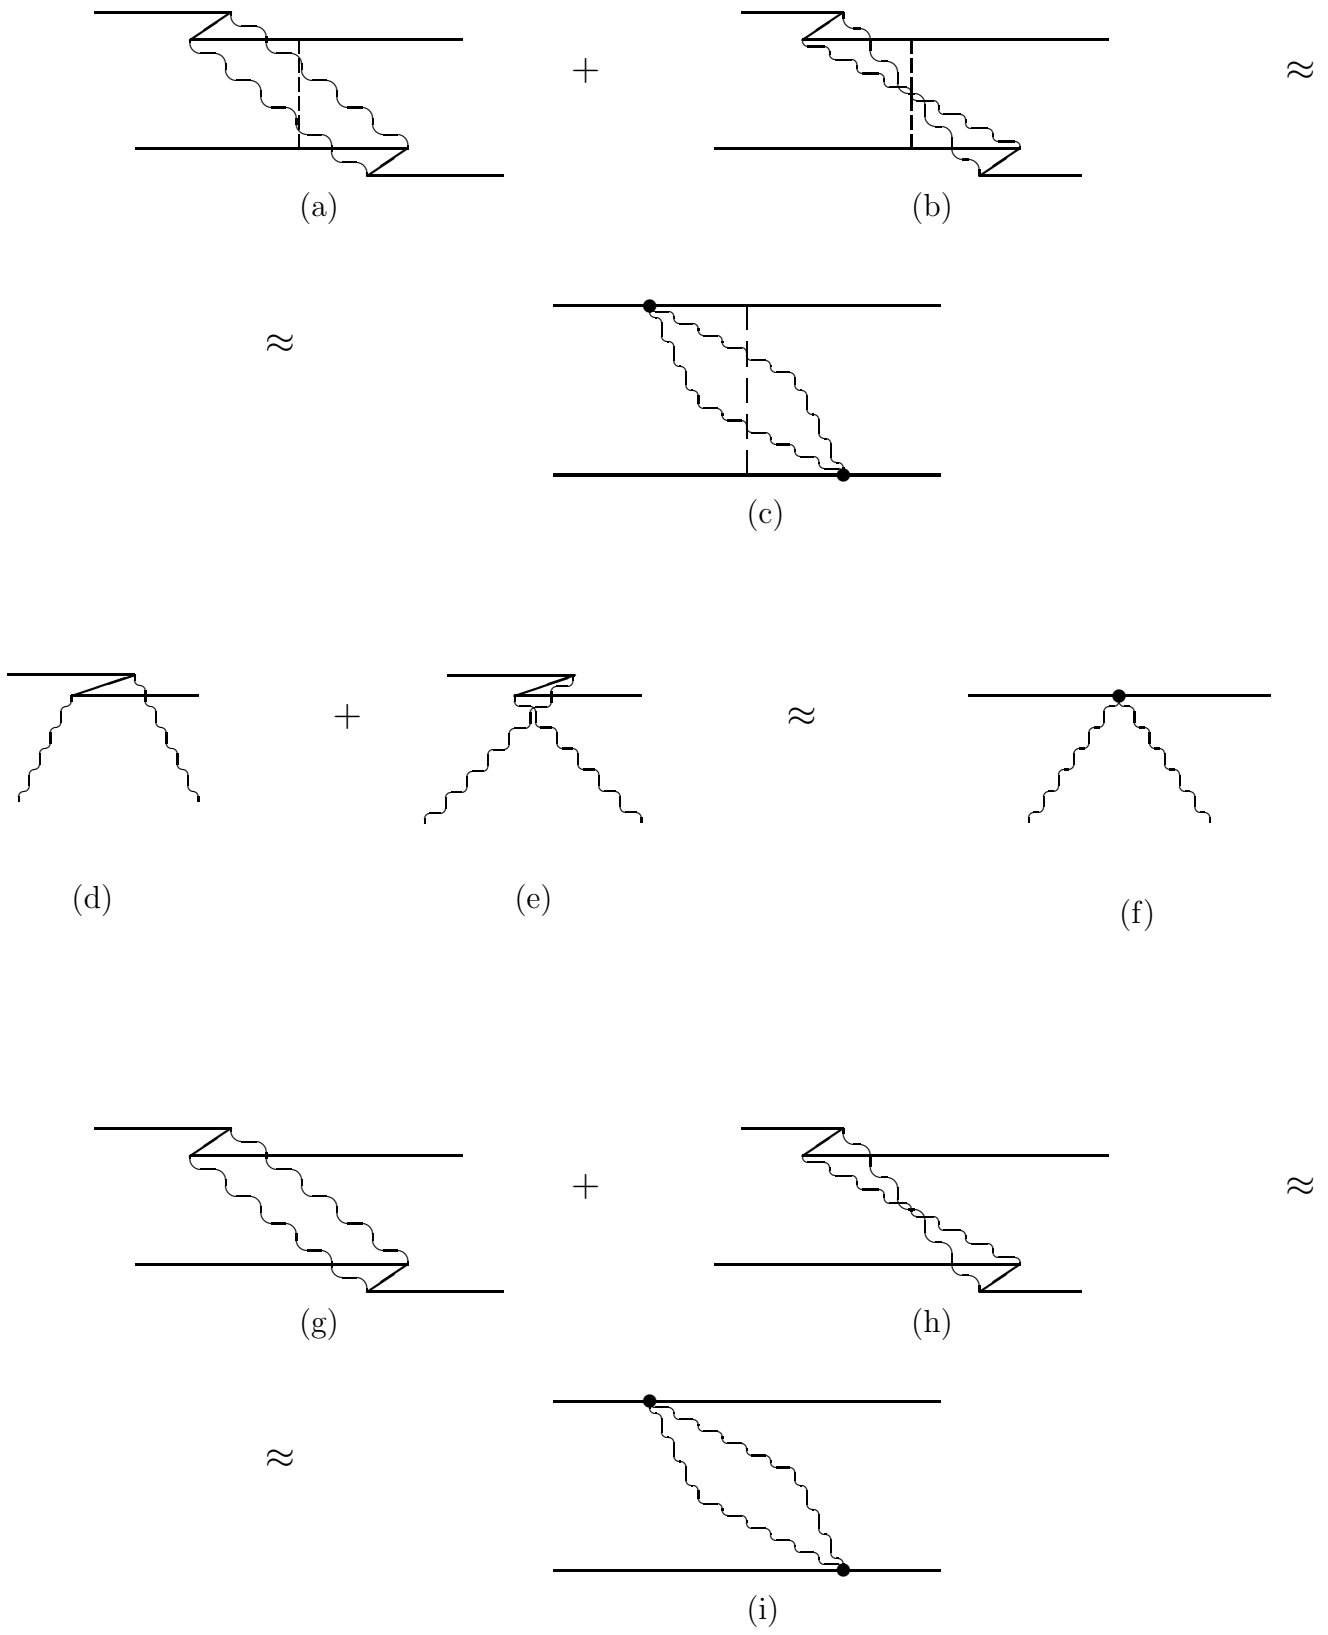 + ≈
(a) (b)
≈
(c)
+ ≈
(d) (e) (f)
+ ≈
(g) (h)
≈
(i)